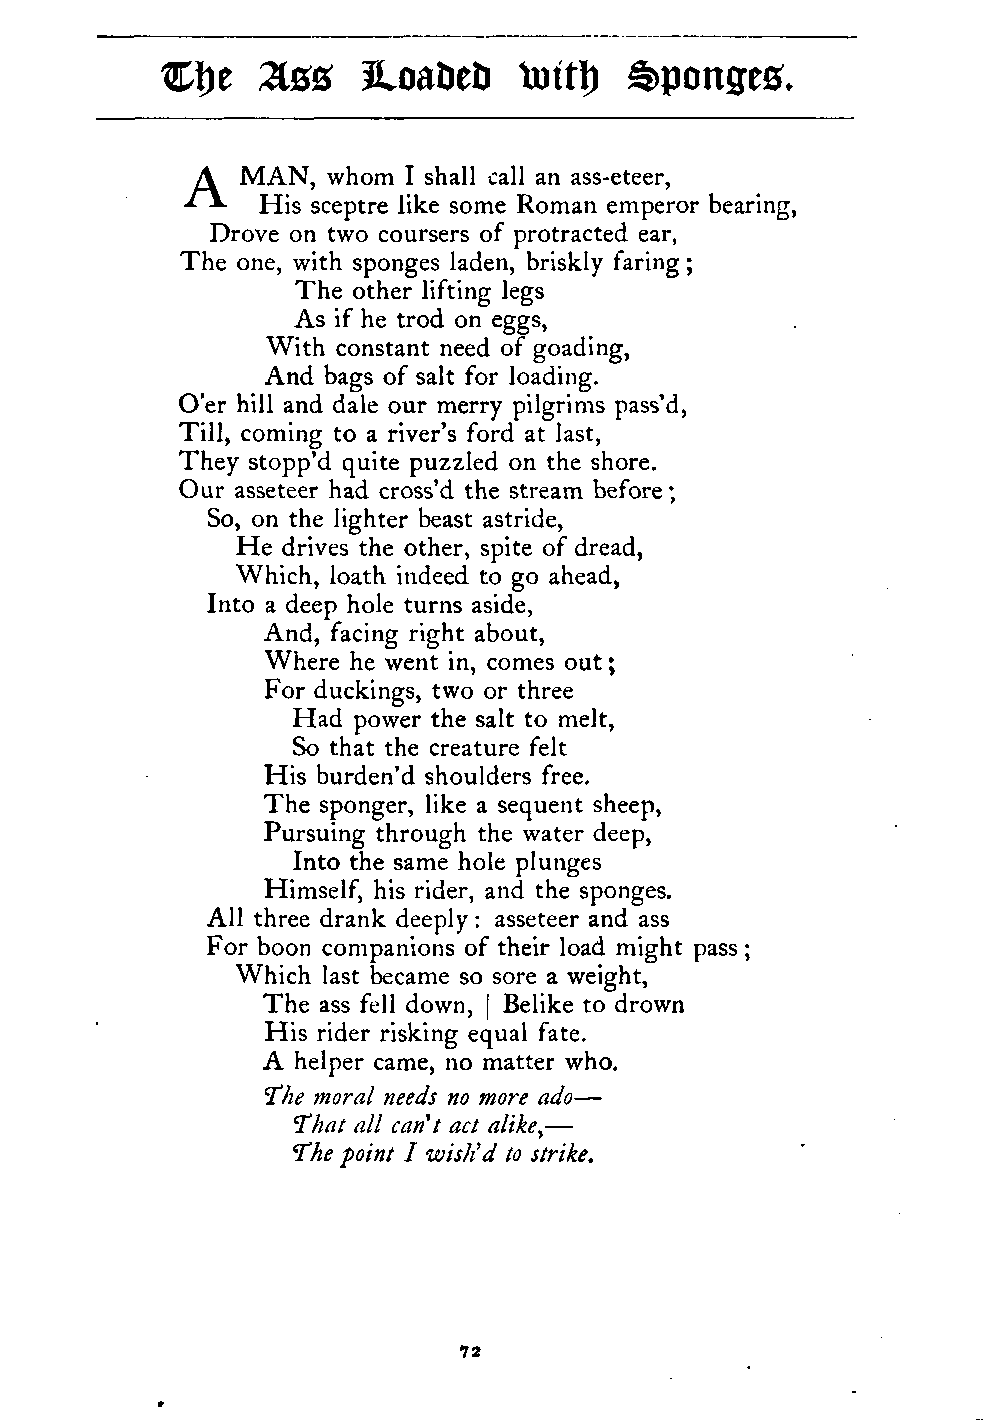 The Ass Loaded with Sponges.
A MAN, whom I shall call an ass-eteer,
His sceptre like some Roman emperor bearing,
Drove on two coursers of protracted ear,
The one, with sponges laden, briskly faring;
The other lifting legs
As if he trod on eggs,
With constant need of goading,
And bags of salt for loading.
O'er hill and dale our merry pilgrims pass'd,
Till, coming to a river's ford at last,
They stopp'd quite puzzled on the shore.
Our asseteer had cross'd the stream before;
So, on the lighter beast astride,
He drives the other, spite of dread,
Which, loath indeed to go ahead,
Into a deep hole turns aside,
And, facing right about,
Where he went in, comes out;
For duckings, two or three
Had power the salt to melt,
So that the creature felt
His burden'd shoulders free.
The sponger, like a sequent sheep,
Pursuing through the water deep,
Into the same hole plunges
Himself, his rider, and the sponges.
All three drank deeply: asseteer and ass
For boon companions of their load might pass;
Which last became so sore a weight,
The ass fell down, | Belike to drown
His rider risking equal fate.
A helper came, no matter who.
The moral needs no more ado—
That all can't act alike,—
The point I wish'd to strike.
72